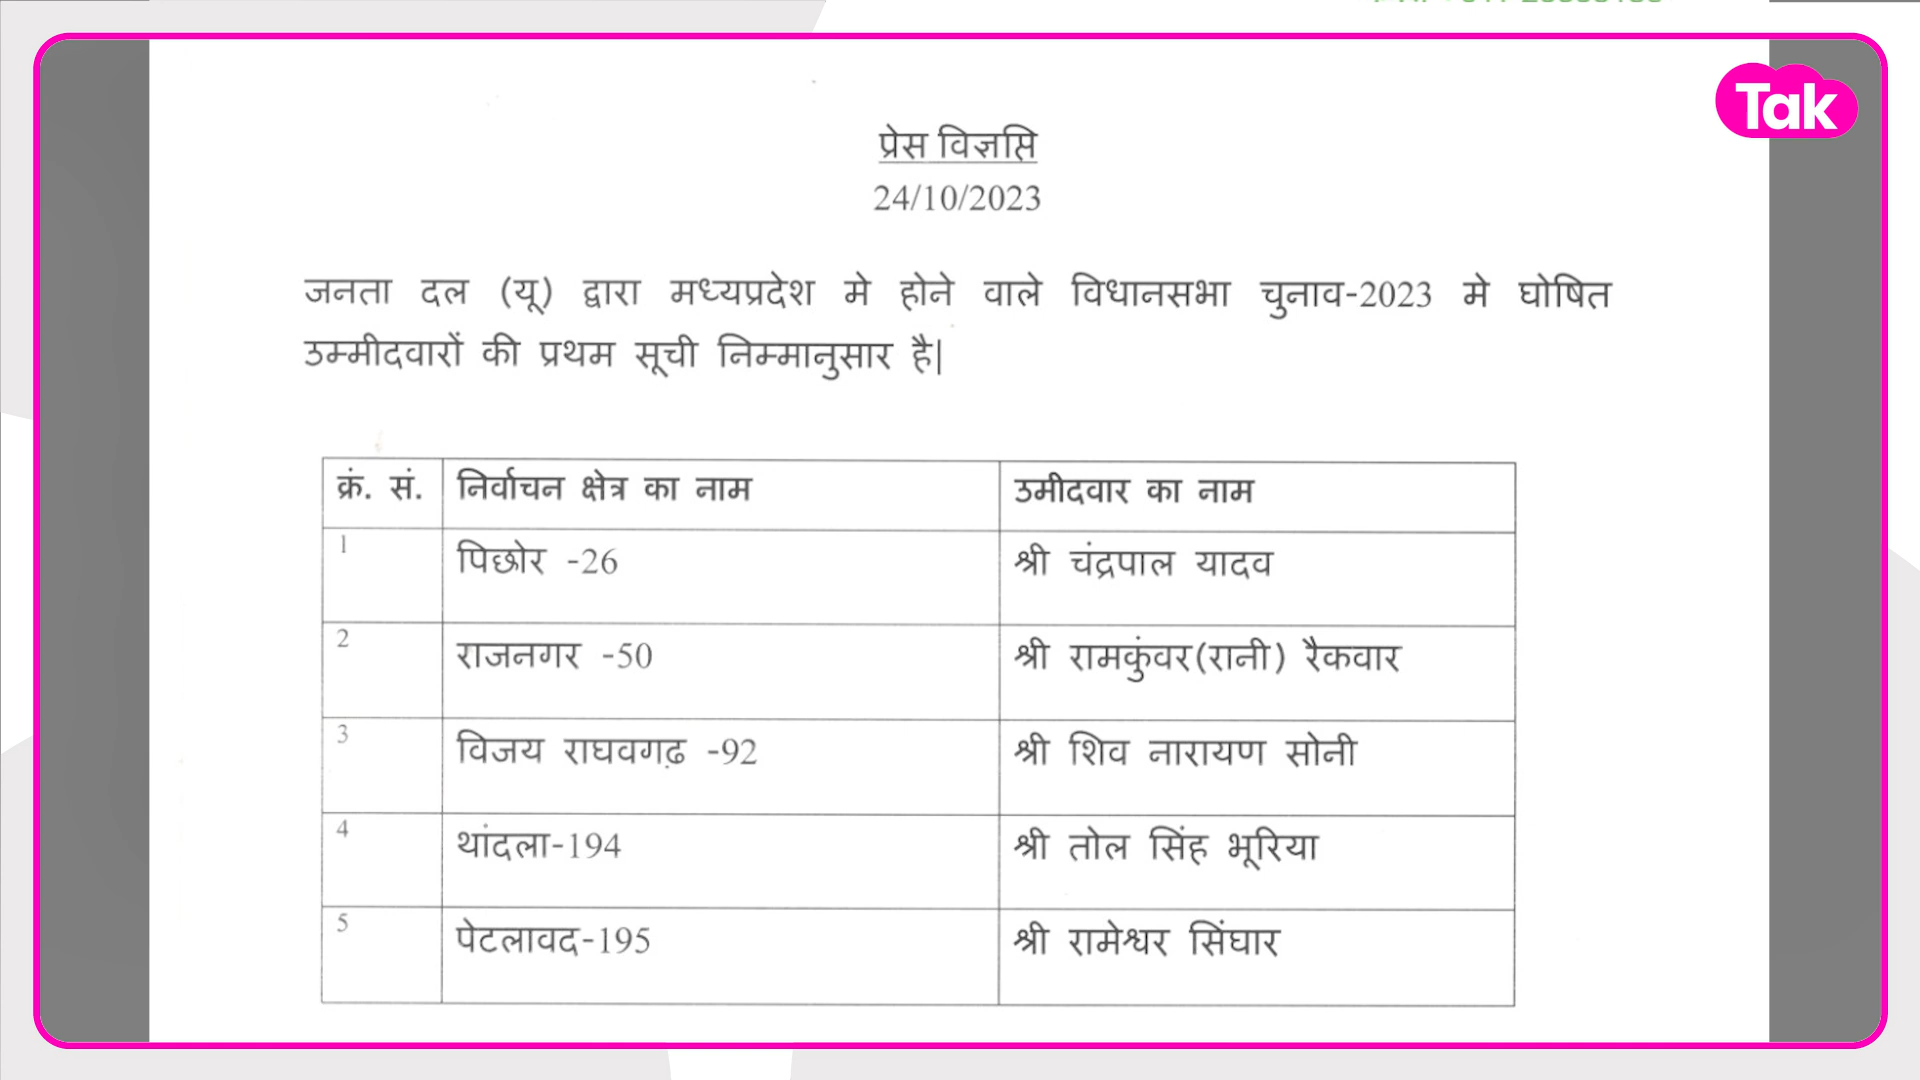 Tak
प्रेस विज्ञप्ति
24/10/2023
जनता दल (यू) द्वारा मध्यप्रदेश मे होने वाले विधानसभा चुनाव-2023 मे घोषित
उम्मीदवारों की प्रथम सूची निम्मानुसार है|
क्रं. सं. निर्वाचन क्षेत्र का नाम उमीदवार का नाम
1 पिछोर -26 श्री चंद्रपाल यादव
2 राजनगर -50 श्री रामकुंवर(रानी) रैकवार
3 विजय राघवगढ़ -92 श्री शिव नारायण सोनी
4 थांदला-194 श्री तोल सिंह भूरिया
5 पेटलावद-195 श्री रामेश्वर सिंघार